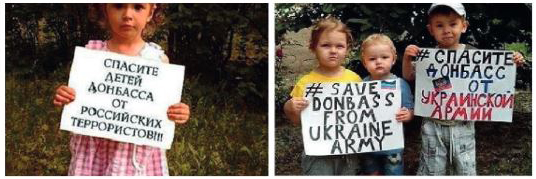 СПАСИТЕ
ДЕТЕЙ
ДОНБАССА
ОТ
РОССИЙСКИХ
ТЕРРОРИСТОВ!!!
# SAVE
DONBASS
FROM
UKRAINE
ARMY
# СПАСИТЕ
ДОНБАСС
ОТ
УКРАИНСКОЙ
АРМИИ